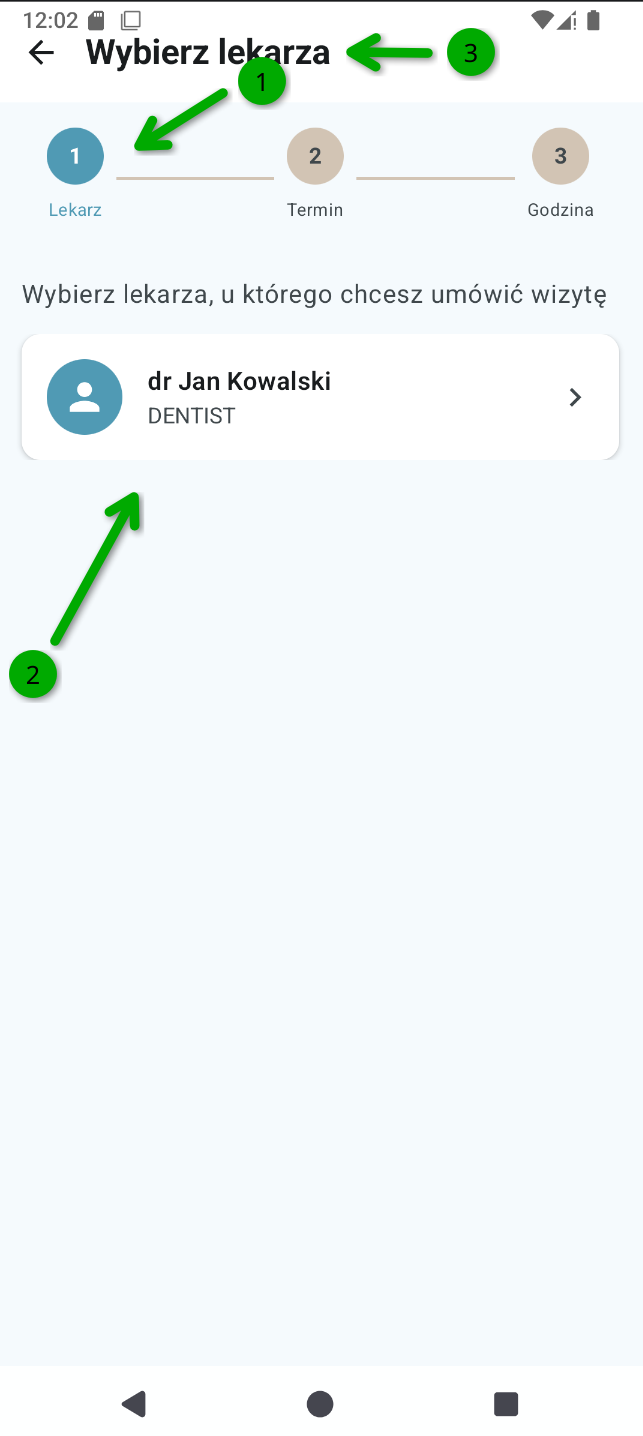 12:02
Wybierz lekarza
3
1
1
2
3
Lekarz
Termin
Godzina
Wybierz lekarza, u którego chcesz umówić wizytę
dr Jan Kowalski
DENTIST
2